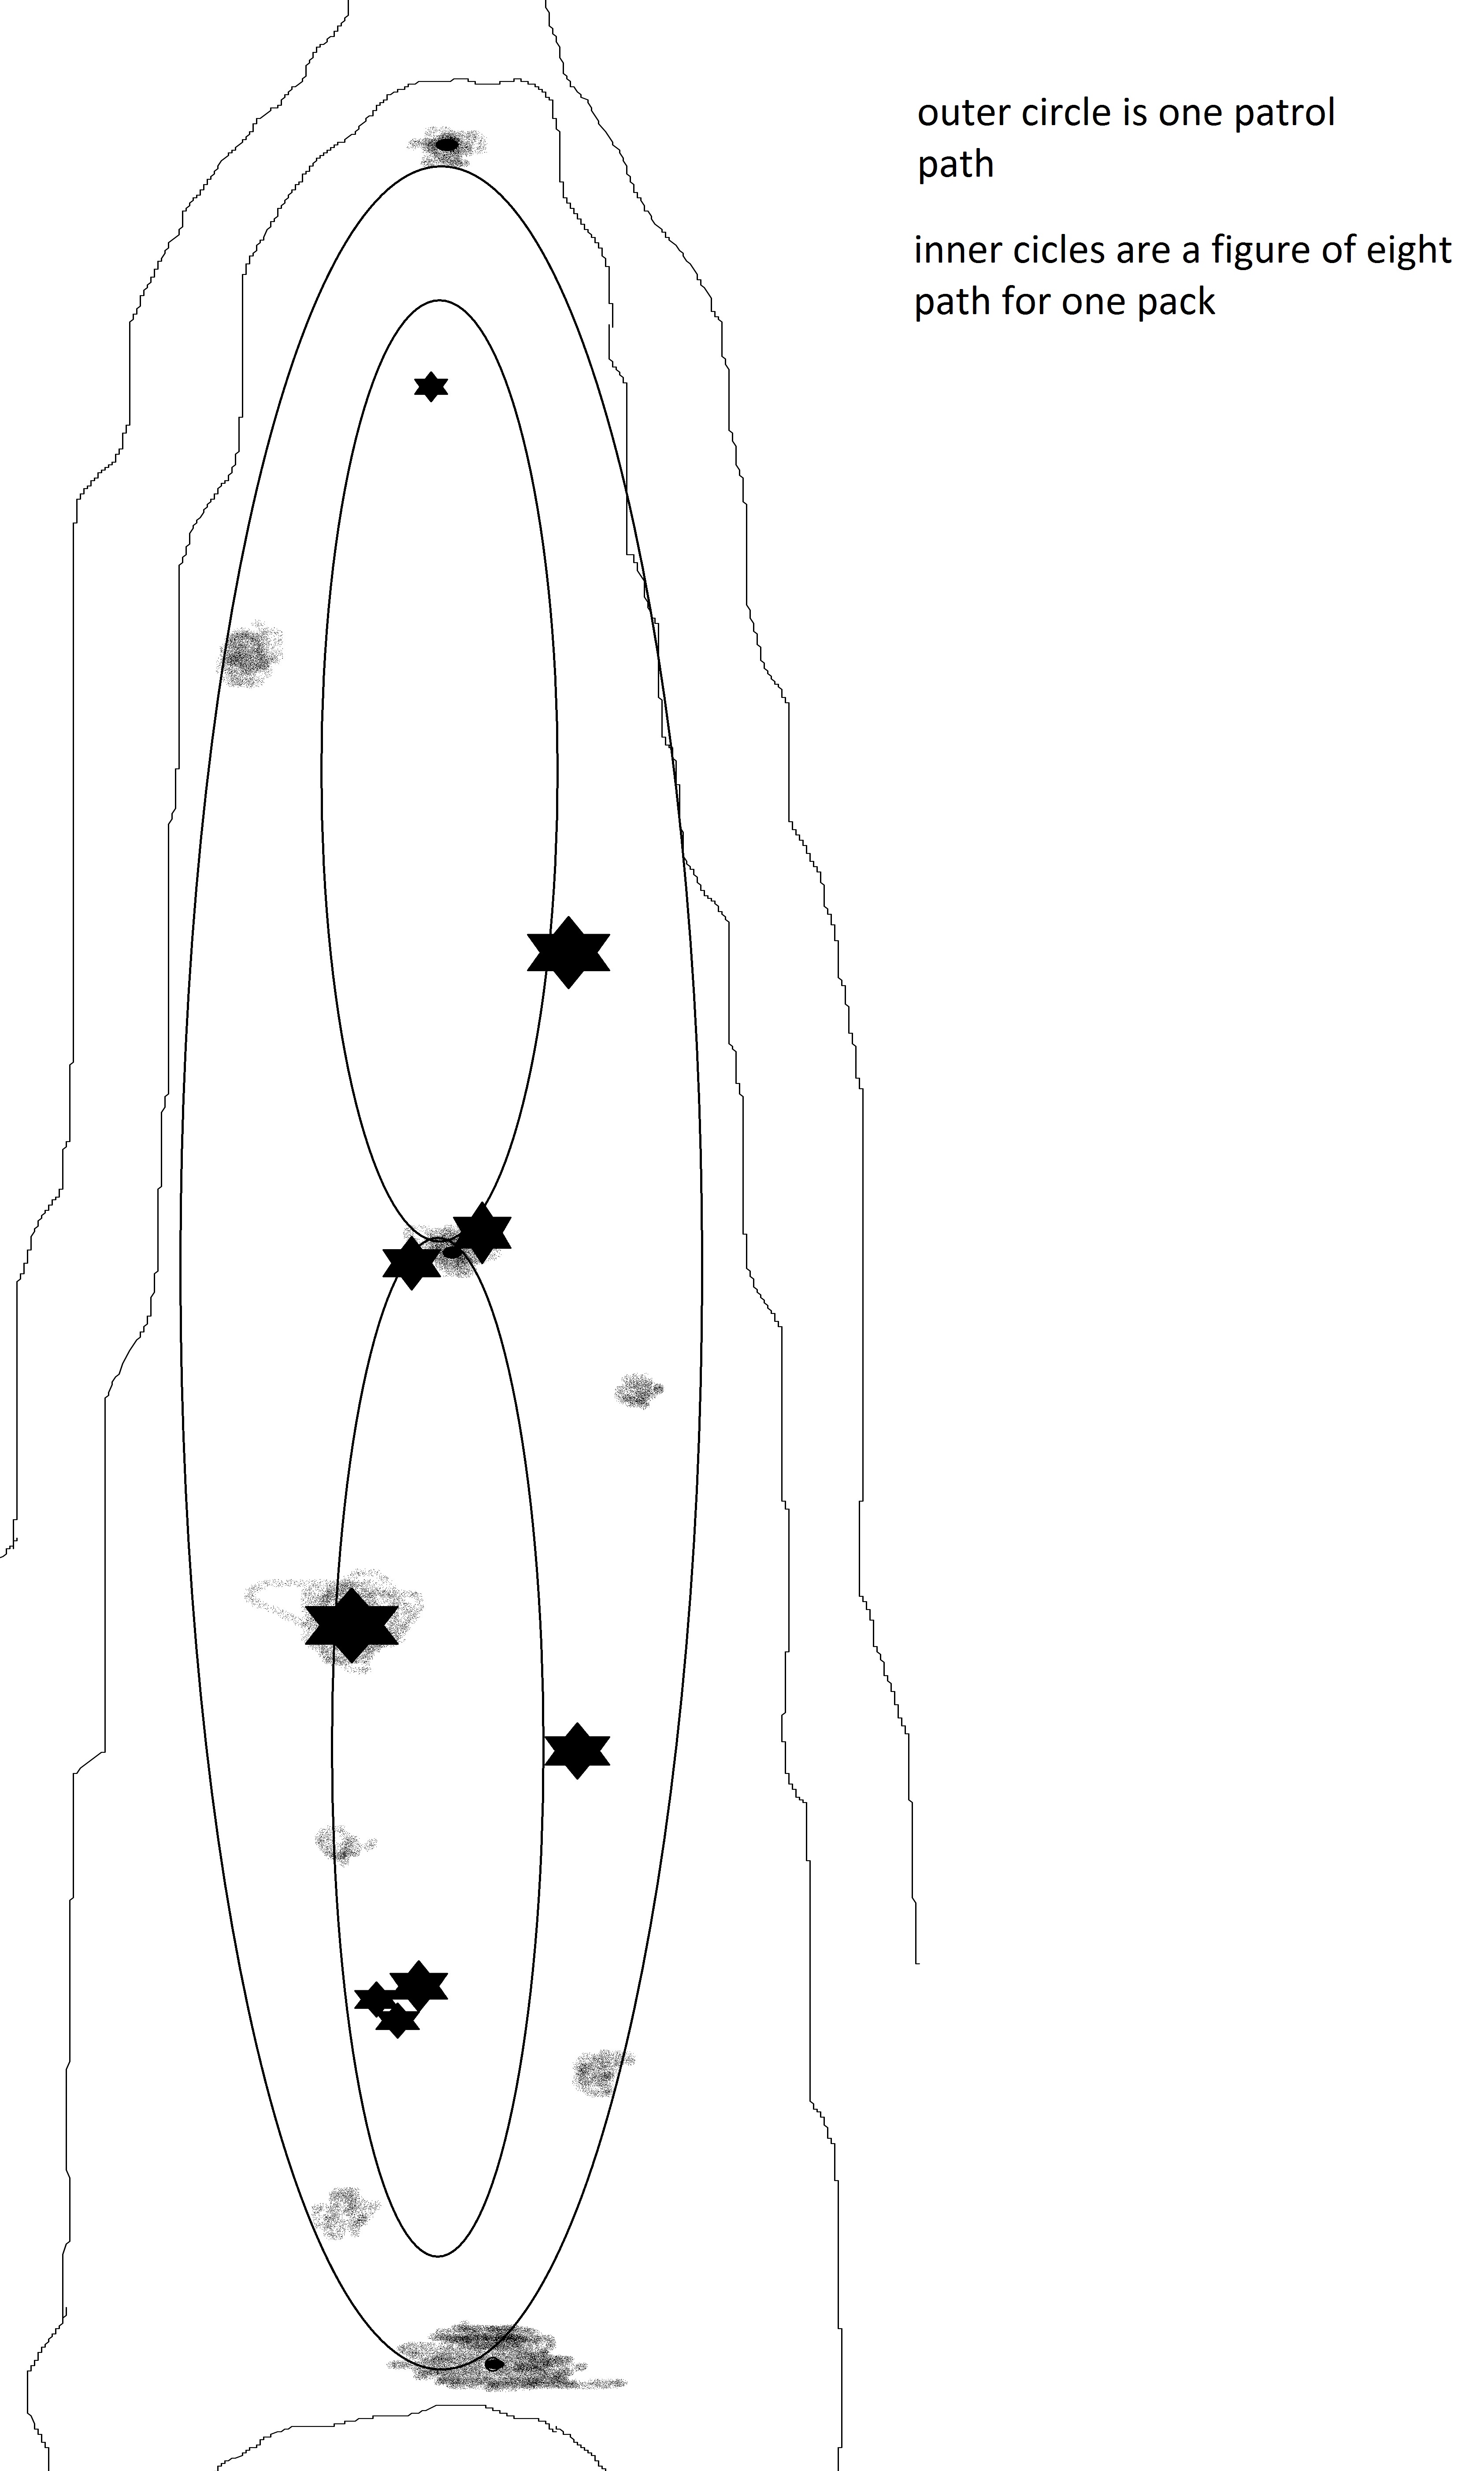 outer circle is one patrol
path
inner cicles are a figure of eight
path for one pack